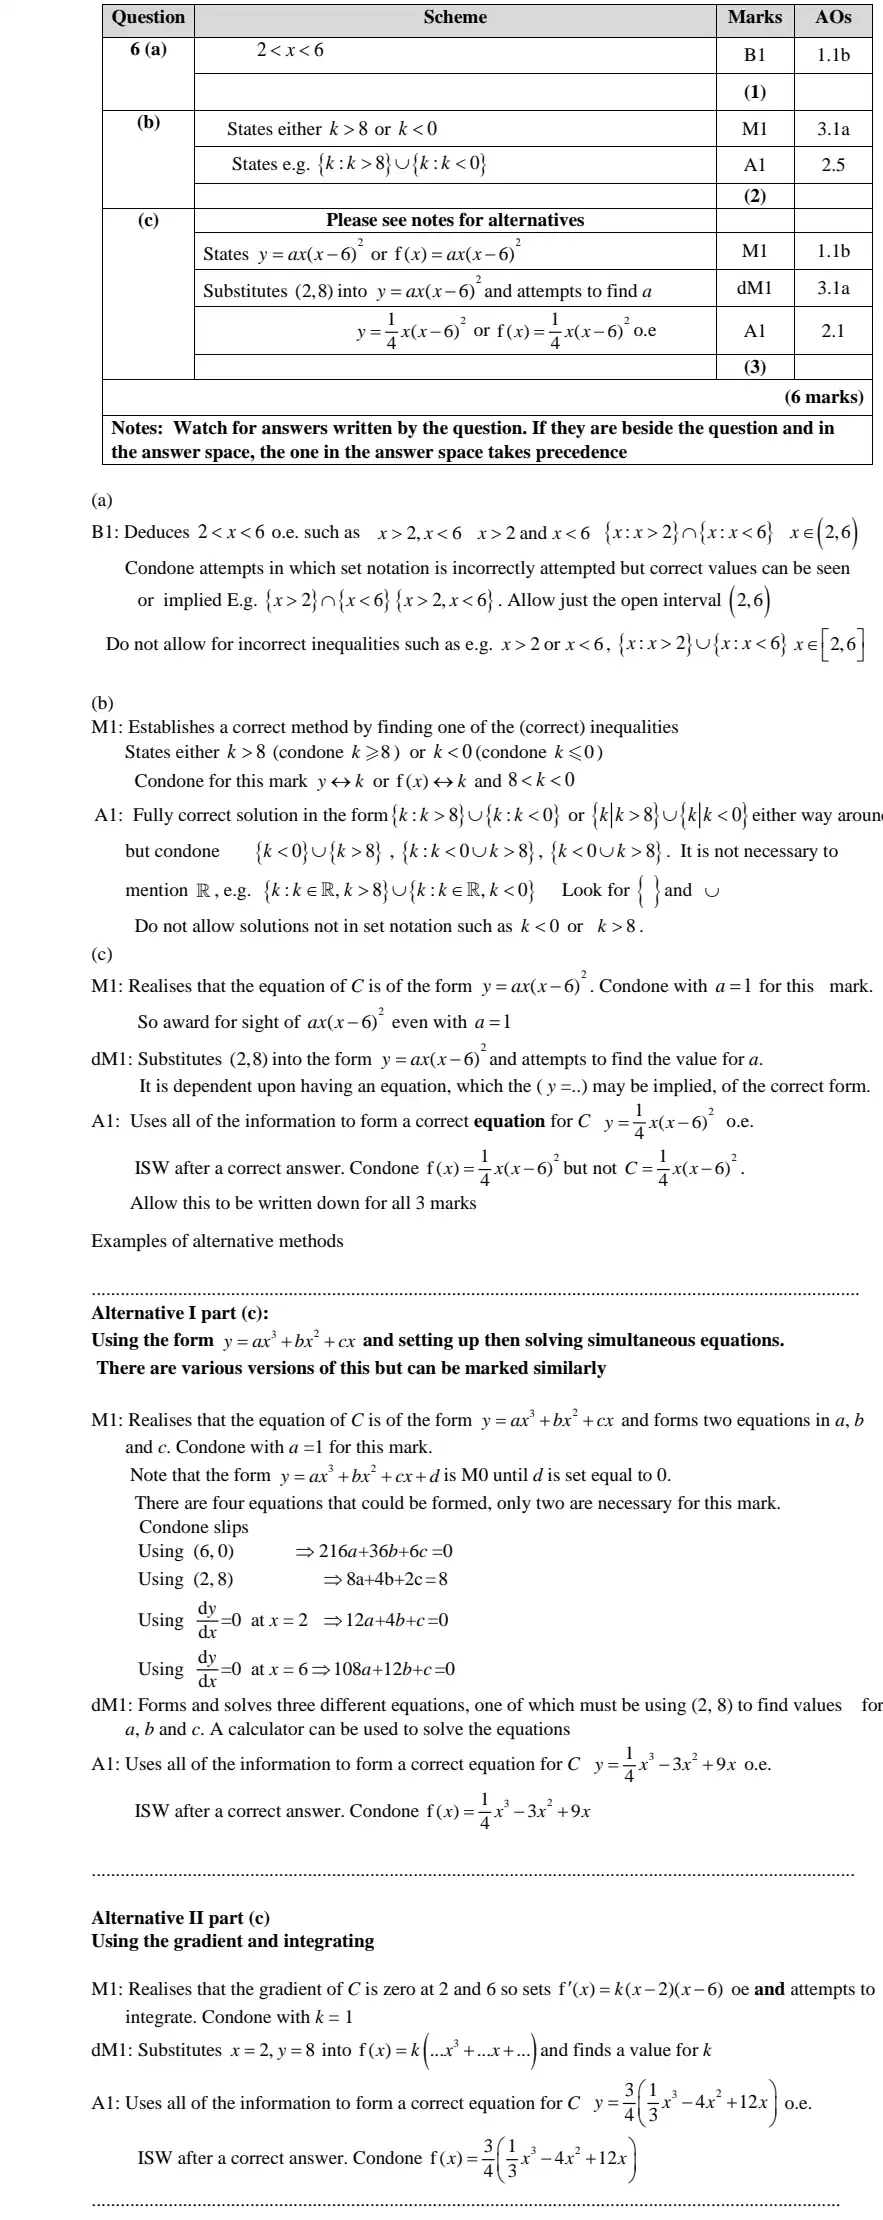 Question Scheme Marks AOs
6 (a) 2 < x < 6 B1 1.1b
(1)
(b) States either k > 8 or k < 0 M1 3.1a
States e.g. {k : k > 8} ∪ {k : k < 0} A1 2.5
(2)
(c) Please see notes for alternatives
States y = ax(x − 6)² or f(x) = ax(x − 6)² M1 1.1b
Substitutes (2,8) into y = ax(x − 6)² and attempts to find a dM1 3.1a
y = 1/4 x(x − 6)² or f(x) = 1/4 x(x − 6)² o.e A1 2.1
(3)
(6 marks)
Notes: Watch for answers written by the question. If they are beside the question and in
the answer space, the one in the answer space takes precedence
(a)
B1: Deduces 2 < x < 6 o.e. such as x > 2, x < 6 x > 2 and x < 6 {x : x > 2} ∩ {x : x < 6} x ∈ (2,6)
Condone attempts in which set notation is incorrectly attempted but correct values can be seen
or implied E.g. {x > 2} ∩ {x < 6} {x > 2, x < 6} . Allow just the open interval (2,6)
Do not allow for incorrect inequalities such as e.g. x > 2 or x < 6 , {x : x > 2} ∪ {x : x < 6} x ∈ [2,6]
(b)
M1: Establishes a correct method by finding one of the (correct) inequalities
States either k > 8 (condone k ⩾ 8 ) or k < 0 (condone k ⩽ 0 )
Condone for this mark y ↔ k or f(x) ↔ k and 8 < k < 0
A1: Fully correct solution in the form {k : k > 8} ∪ {k : k < 0} or {k|k > 8} ∪ {k|k < 0} either way aroun
but condone {k < 0} ∪ {k > 8} , {k : k < 0 ∪ k > 8} , {k < 0 ∪ k > 8} . It is not necessary to
mention ℝ , e.g. {k : k ∈ ℝ, k > 8} ∪ {k : k ∈ ℝ, k < 0} Look for { } and ∪
Do not allow solutions not in set notation such as k < 0 or k > 8 .
(c)
M1: Realises that the equation of C is of the form y = ax(x − 6)² . Condone with a = 1 for this mark.
So award for sight of ax(x − 6)² even with a = 1
dM1: Substitutes (2,8) into the form y = ax(x − 6)² and attempts to find the value for a.
It is dependent upon having an equation, which the ( y =..) may be implied, of the correct form.
A1: Uses all of the information to form a correct equation for C y = 1/4 x(x − 6)² o.e.
ISW after a correct answer. Condone f(x) = 1/4 x(x − 6)² but not C = 1/4 x(x − 6)² .
Allow this to be written down for all 3 marks
Examples of alternative methods
Alternative I part (c):
Using the form y = ax³ + bx² + cx and setting up then solving simultaneous equations.
There are various versions of this but can be marked similarly
M1: Realises that the equation of C is of the form y = ax³ + bx² + cx and forms two equations in a, b
and c. Condone with a =1 for this mark.
Note that the form y = ax³ + bx² + cx + d is M0 until d is set equal to 0.
There are four equations that could be formed, only two are necessary for this mark.
Condone slips
Using (6, 0) ⇒ 216a+36b+6c =0
Using (2, 8) ⇒ 8a+4b+2c = 8
Using dy/dx =0 at x = 2 ⇒ 12a+4b+c =0
Using dy/dx =0 at x = 6 ⇒ 108a+12b+c =0
dM1: Forms and solves three different equations, one of which must be using (2, 8) to find values for
a, b and c. A calculator can be used to solve the equations
A1: Uses all of the information to form a correct equation for C y = 1/4 x³ − 3x² + 9x o.e.
ISW after a correct answer. Condone f(x) = 1/4 x³ − 3x² + 9x
Alternative II part (c)
Using the gradient and integrating
M1: Realises that the gradient of C is zero at 2 and 6 so sets f′(x) = k(x − 2)(x − 6) oe and attempts to
integrate. Condone with k = 1
dM1: Substitutes x = 2, y = 8 into f(x) = k(...x³ + ...x + ...) and finds a value for k
A1: Uses all of the information to form a correct equation for C y = 3/4(1/3 x³ − 4x² + 12x) o.e.
ISW after a correct answer. Condone f(x) = 3/4(1/3 x³ − 4x² + 12x)